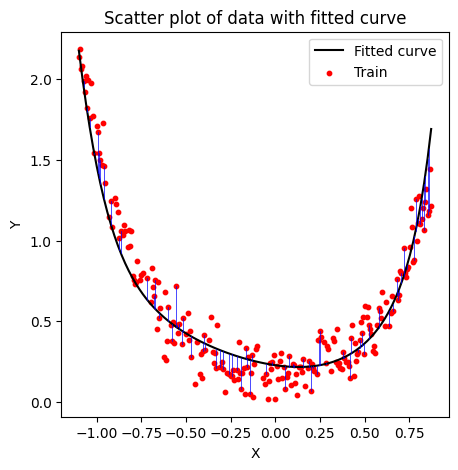 Scatter plot of data with fitted curve
Fitted curve
Train
Y
2.0
1.5
1.0
0.5
0.0
−1.00 −0.75 −0.50 −0.25 0.00 0.25 0.50 0.75
X